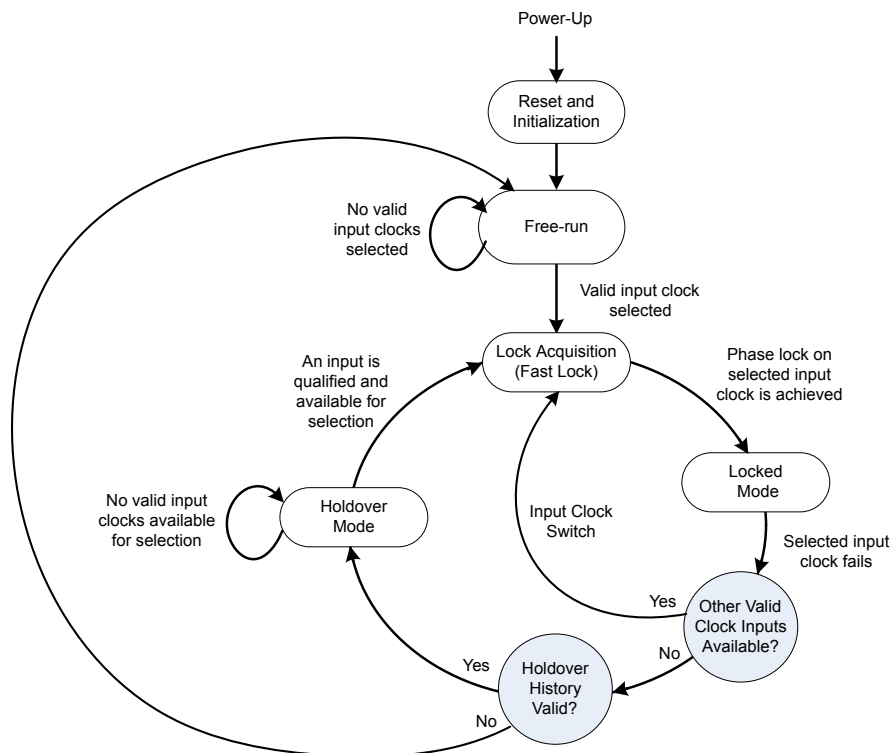 Power-Up
Reset and
Initialization
No valid
input clocks
selected
Free-run
Valid input clock
selected
An input is
qualified and
available for
selection
Lock Acquisition
(Fast Lock)
Phase lock on
selected input
clock is achieved
No valid input
clocks available
for selection
Holdover
Mode
Input Clock
Switch
Locked
Mode
Selected input
clock fails
Yes
Other Valid
Clock Inputs
Available?
No
Yes
Holdover
History
Valid?
No